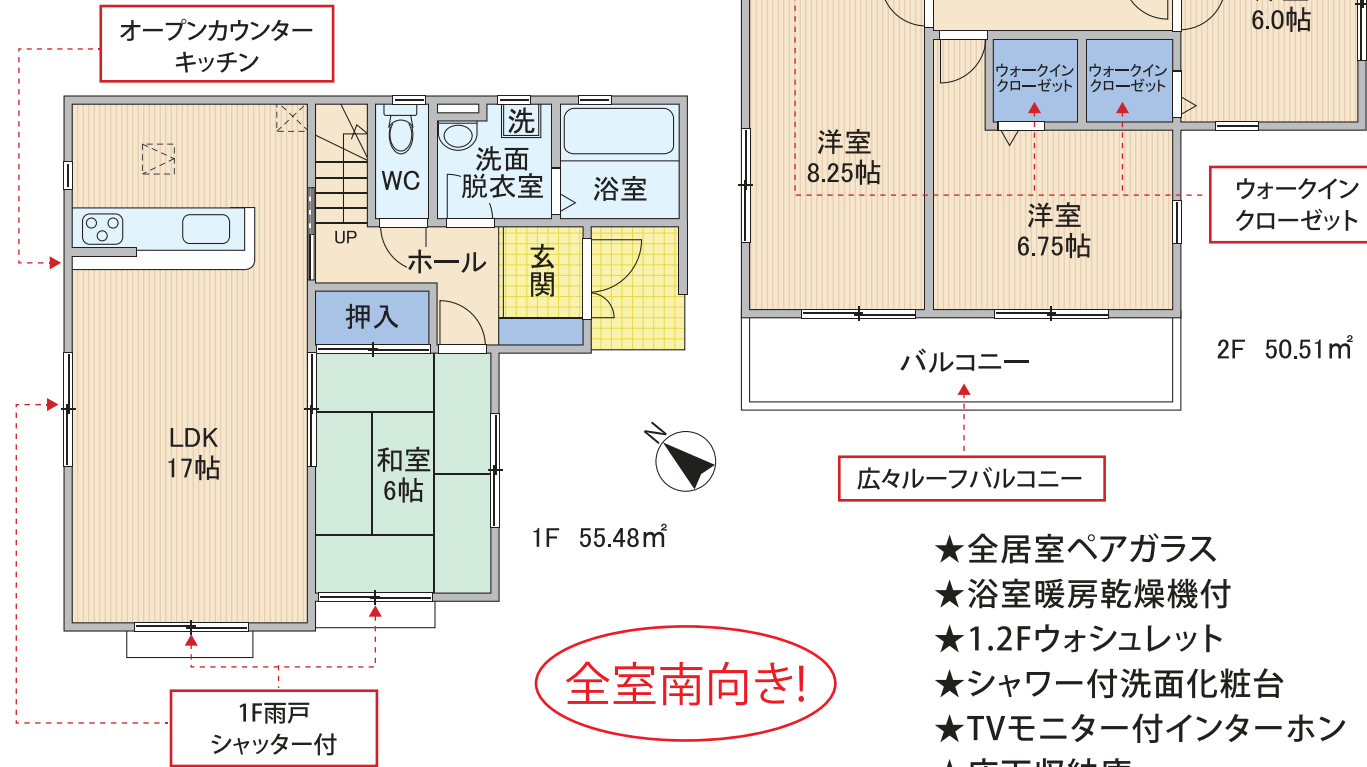 オープンカウンター
キッチン
洗
WC
洗面
脱衣室
浴室
UP
ホール
玄関
押入
LDK
17帖
和室
6帖
N
1F 55.48㎡
1F雨戸
シャッター付
全室南向き!
6.0帖
ウォークイン
クローゼット
ウォークイン
クローゼット
洋室
8.25帖
洋室
6.75帖
ウォークイン
クローゼット
バルコニー
2F 50.51㎡
広々ルーフバルコニー
★全居室ペアガラス
★浴室暖房乾燥機付
★1.2Fウォシュレット
★シャワー付洗面化粧台
★TVモニター付インターホン